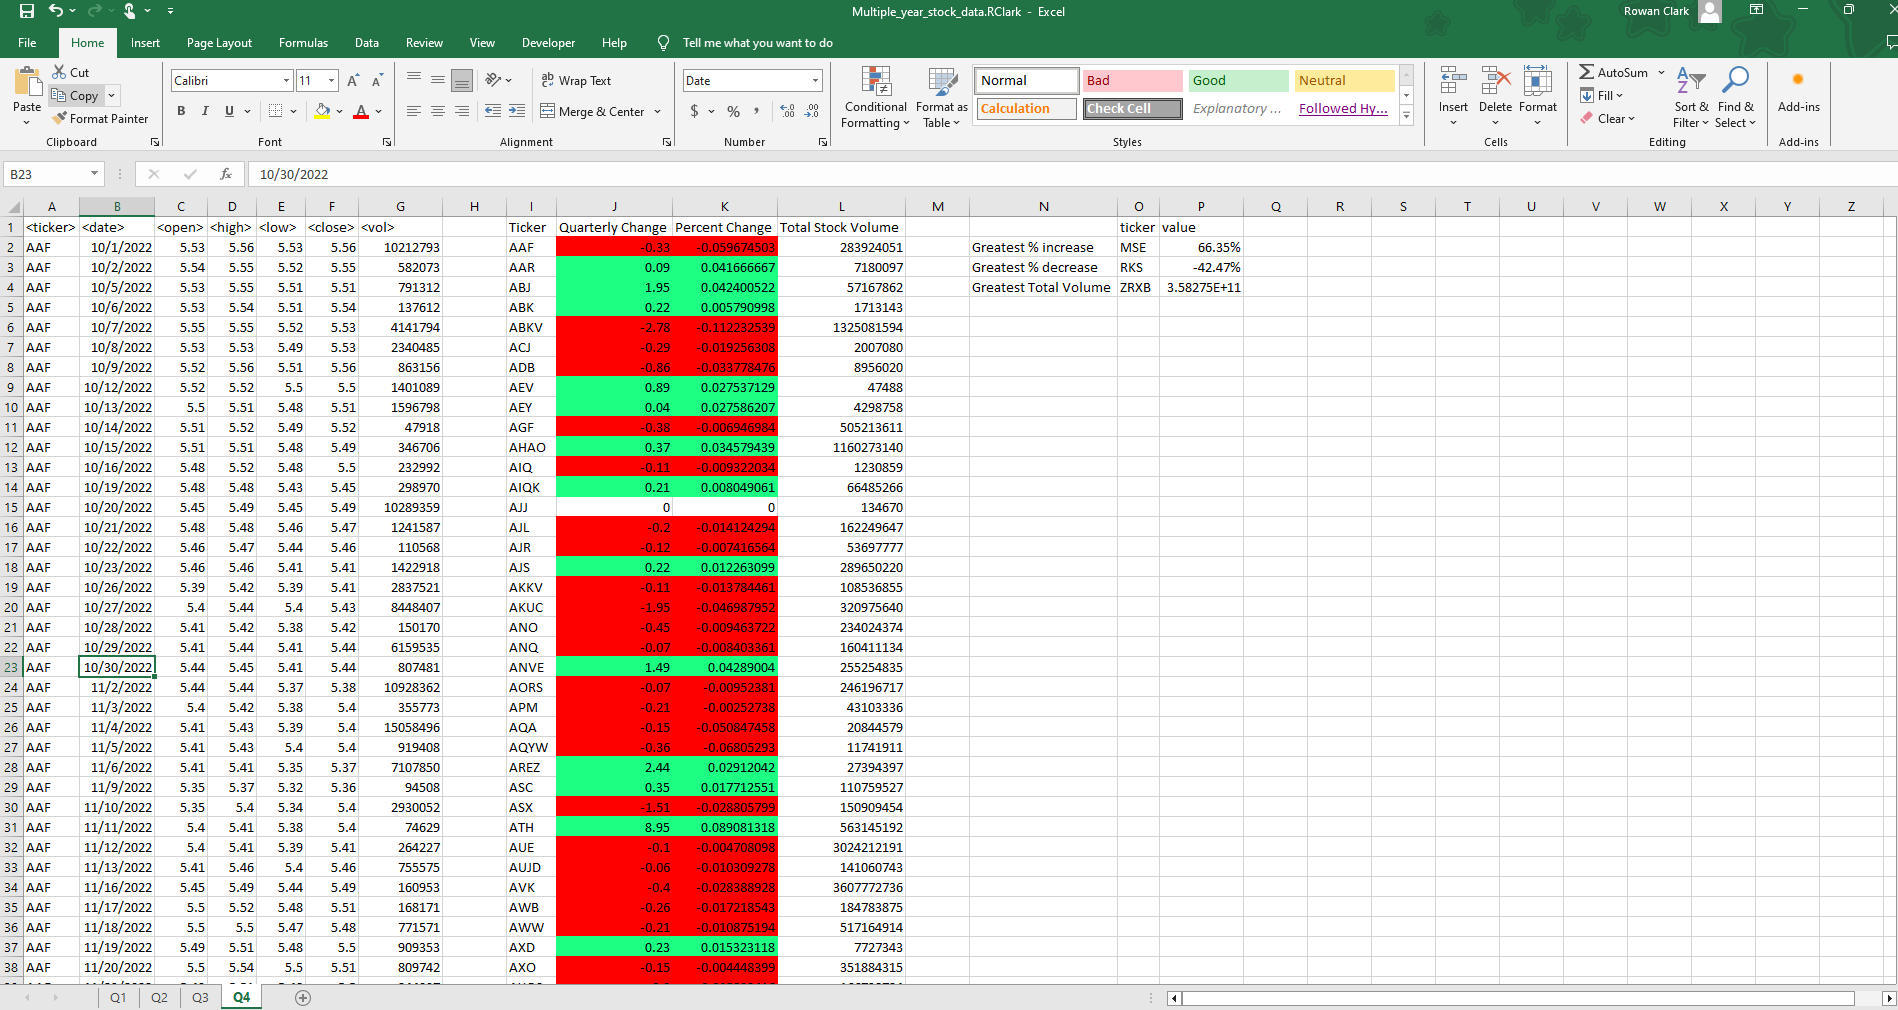 Multiple_year_stock_data.RClark - Excel
Rowan Clark
File Home Insert Page Layout Formulas Data Review View Developer Help Tell me what you want to do
Paste
Cut
Copy
Format Painter
Clipboard
Calibri 11
B I U
Font
Wrap Text
Merge & Center
Alignment
Date
$ % ,
Number
Conditional Formatting
Format as Table
Normal Bad Good Neutral
Calculation Check Cell Explanatory ... Followed Hy...
Styles
Insert Delete Format
Cells
AutoSum
Fill
Clear
Sort & Filter
Find & Select
Editing
Add-ins
Add-ins
B23 fx 10/30/2022
A B C D E F G H I J K L M N O P Q R S T U V W X Y Z
1 <ticker> <date> <open> <high> <low> <close> <vol> Ticker Quarterly Change Percent Change Total Stock Volume ticker value
2 AAF 10/1/2022 5.53 5.56 5.53 5.56 10212793 AAF -0.33 -0.059674503 283924051 Greatest % increase MSE 66.35%
3 AAF 10/2/2022 5.54 5.55 5.52 5.55 582073 AAR 0.09 0.041666667 7180097 Greatest % decrease RKS -42.47%
4 AAF 10/5/2022 5.53 5.55 5.51 5.51 791312 ABJ 1.95 0.042400522 57167862 Greatest Total Volume ZRXB 3.58275E+11
5 AAF 10/6/2022 5.53 5.54 5.51 5.54 137612 ABK 0.22 0.005790998 1713143
6 AAF 10/7/2022 5.55 5.55 5.52 5.53 4141794 ABKV -2.78 -0.112232539 1325081594
7 AAF 10/8/2022 5.53 5.53 5.49 5.53 2340485 ACJ -0.29 -0.019256308 2007080
8 AAF 10/9/2022 5.52 5.56 5.51 5.56 863156 ADB -0.86 -0.033778476 8956020
9 AAF 10/12/2022 5.52 5.52 5.5 5.5 1401089 AEV 0.89 0.027537129 47488
10 AAF 10/13/2022 5.5 5.51 5.48 5.51 1596798 AEY 0.04 0.027586207 4298758
11 AAF 10/14/2022 5.51 5.52 5.49 5.52 47918 AGF -0.38 -0.006946984 505213611
12 AAF 10/15/2022 5.51 5.51 5.48 5.49 346706 AHAO 0.37 0.034579439 1160273140
13 AAF 10/16/2022 5.48 5.52 5.48 5.5 232992 AIQ -0.11 -0.009322034 1230859
14 AAF 10/19/2022 5.48 5.48 5.43 5.45 298970 AIQK 0.21 0.008049061 66485266
15 AAF 10/20/2022 5.45 5.49 5.45 5.49 10289359 AJJ 0 0 134670
16 AAF 10/21/2022 5.48 5.48 5.46 5.47 1241587 AJL -0.2 -0.014124294 162249647
17 AAF 10/22/2022 5.46 5.47 5.44 5.46 110568 AJR -0.12 -0.007416564 53697777
18 AAF 10/23/2022 5.46 5.46 5.41 5.41 1422918 AJS 0.22 0.012263099 289650220
19 AAF 10/26/2022 5.39 5.42 5.39 5.42 2837521 AKKV -0.11 -0.013784461 108536855
20 AAF 10/27/2022 5.4 5.44 5.4 5.43 8448407 AKUC -1.95 -0.046987952 320975640
21 AAF 10/28/2022 5.41 5.42 5.38 5.42 150170 ANO -0.45 -0.009463722 234024374
22 AAF 10/29/2022 5.41 5.44 5.41 5.44 6159535 ANQ -0.07 -0.008403361 160411134
23 AAF 10/30/2022 5.44 5.45 5.41 5.44 807481 ANVE 1.49 0.04289004 255254835
24 AAF 11/2/2022 5.44 5.44 5.37 5.38 10928362 AORS -0.07 -0.00952381 246196717
25 AAF 11/3/2022 5.4 5.42 5.38 5.4 355773 APM -0.21 -0.00252738 43103336
26 AAF 11/4/2022 5.41 5.43 5.39 5.4 15058496 AQA -0.15 -0.050847458 20844579
27 AAF 11/5/2022 5.41 5.43 5.4 5.4 919408 AQYW -0.36 -0.06805293 11741911
28 AAF 11/6/2022 5.41 5.41 5.35 5.37 7107850 AREZ 2.44 0.02912042 27394397
29 AAF 11/9/2022 5.35 5.37 5.32 5.36 94508 ASC 0.35 0.017712551 110759527
30 AAF 11/10/2022 5.35 5.4 5.34 5.4 2930052 ASX -1.51 -0.028805799 150909454
31 AAF 11/11/2022 5.4 5.41 5.38 5.4 74629 ATH 8.95 0.089081318 563145192
32 AAF 11/12/2022 5.4 5.41 5.39 5.41 264227 AUE -0.1 -0.004708098 3024212191
33 AAF 11/13/2022 5.41 5.46 5.4 5.46 755575 AUJD -0.06 -0.010309278 141060743
34 AAF 11/16/2022 5.45 5.49 5.44 5.49 160953 AVK -0.4 -0.028388928 3607772736
35 AAF 11/17/2022 5.5 5.52 5.48 5.51 168171 AWB -0.26 -0.017218543 184783875
36 AAF 11/18/2022 5.5 5.5 5.47 5.48 771571 AWW -0.21 -0.010875194 517164914
37 AAF 11/19/2022 5.49 5.51 5.48 5.5 909353 AXD 0.23 0.015323118 7727343
38 AAF 11/20/2022 5.5 5.54 5.5 5.51 809742 AXO -0.15 -0.004448399 351884315
Q1 Q2 Q3 Q4